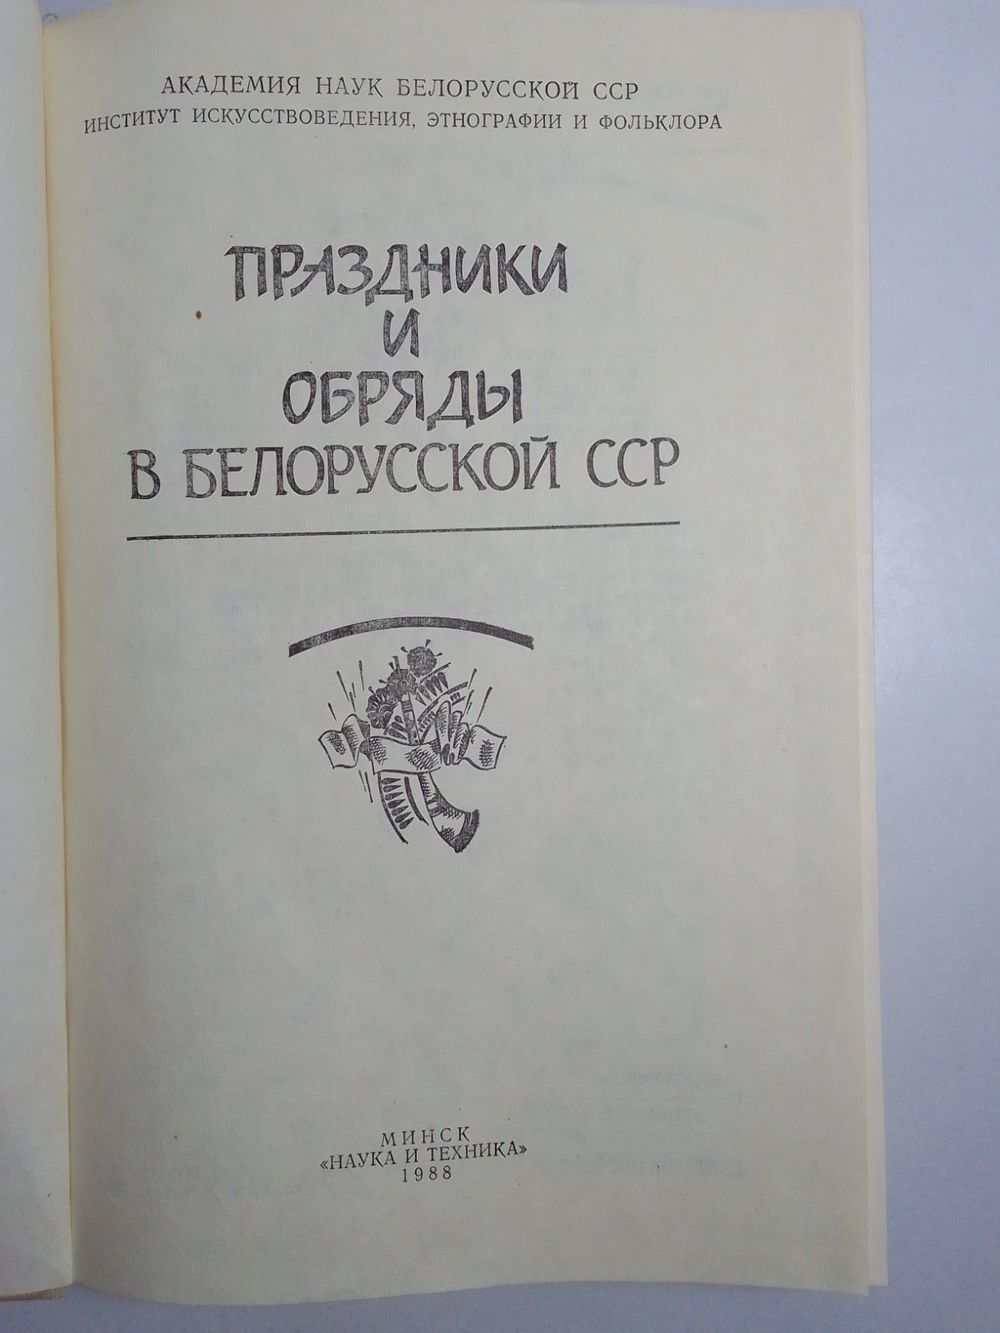 АКАДЕМИЯ НАУК БЕЛОРУССКОЙ ССР
ИНСТИТУТ ИСКУССТВОВЕДЕНИЯ, ЭТНОГРАФИИ И ФОЛЬКЛОРА
ПРАЗДНИКИ
И
ОБРЯДЫ
В БЕЛОРУССКОЙ ССР
МИНСК
«НАУКА И ТЕХНИКА»
1988